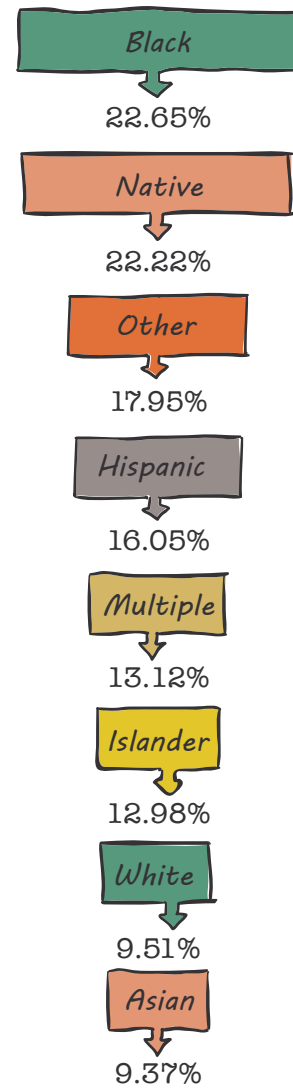 Black
22.65%
Native
22.22%
Other
17.95%
Hispanic
16.05%
Multiple
13.12%
Islander
12.98%
White
9.51%
Asian
9.37%